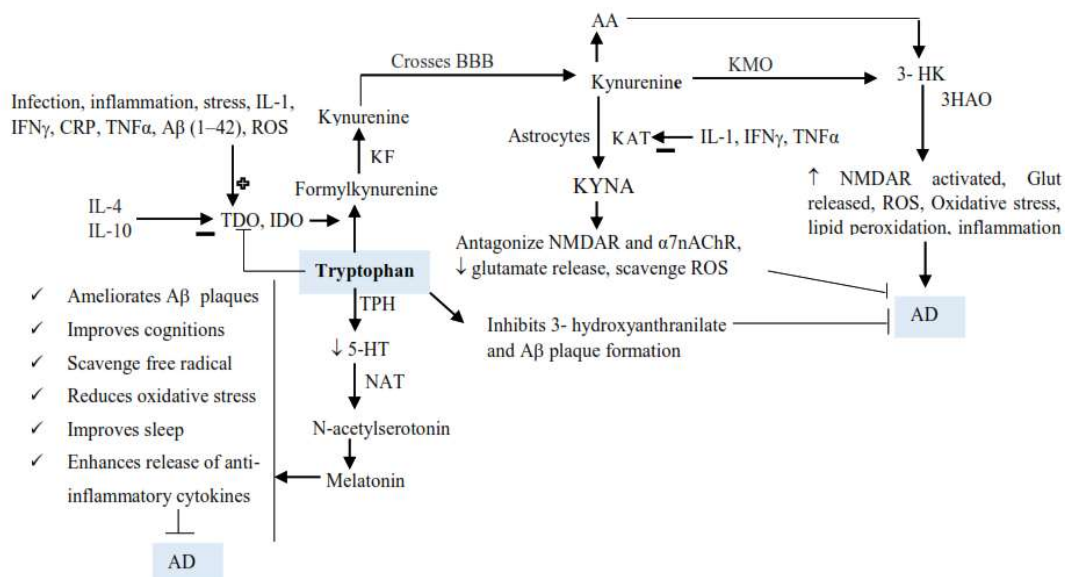 AA
Crosses BBB
Kynurenine
KMO
3- HK
3HAO
Infection, inflammation, stress, IL-1,
IFNγ, CRP, TNFα, Aβ (1–42), ROS
Kynurenine
KF
Formylkynurenine
Astrocytes
KAT
IL-1, IFNγ, TNFα
KYNA
↑ NMDAR activated, Glut
released, ROS, Oxidative stress,
lipid peroxidation, inflammation
IL-4
IL-10
TDO, IDO
Antagonize NMDAR and α7nAChR,
↓ glutamate release, scavenge ROS
Tryptophan
TPH
↓ 5-HT
NAT
N-acetylserotonin
Melatonin
Inhibits 3- hydroxyanthranilate
and Aβ plaque formation
AD
✓ Ameliorates Aβ plaques
✓ Improves cognitions
✓ Scavenge free radical
✓ Reduces oxidative stress
✓ Improves sleep
✓ Enhances release of anti-
inflammatory cytokines
AD